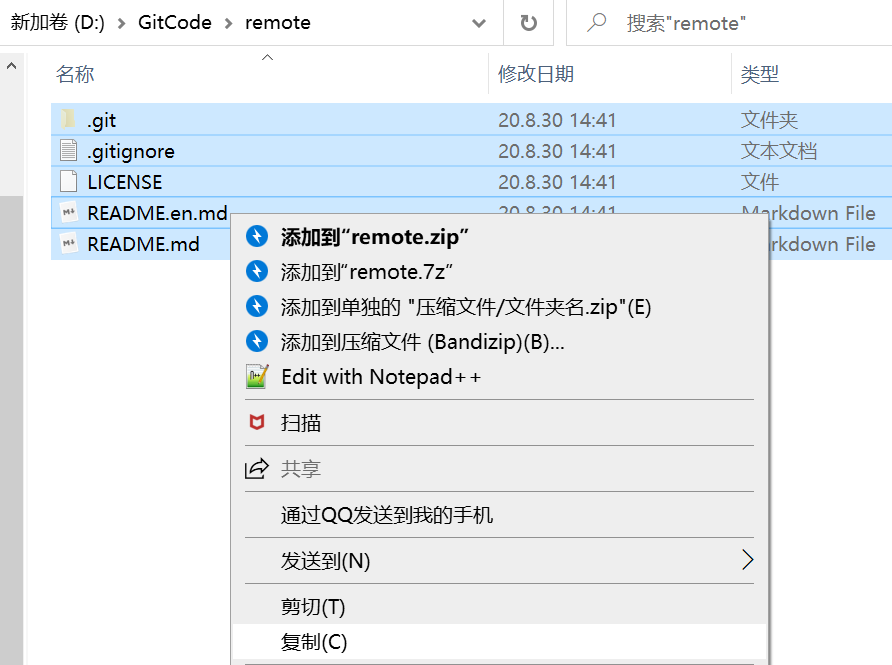 新加卷 (D:) > GitCode > remote
搜索"remote"
名称 修改日期 类型
.git 20.8.30 14:41 文件夹
.gitignore 20.8.30 14:41 文本文档
LICENSE 20.8.30 14:41 文件
README.en.md 20.8.30 14:41 Markdown File
README.md rkdown File
添加到“remote.zip”
添加到“remote.7z”
添加到单独的 "压缩文件/文件夹名.zip"(E)
添加到压缩文件 (Bandizip)(B)...
Edit with Notepad++
扫描
共享
通过QQ发送到我的手机
发送到(N)
剪切(T)
复制(C)